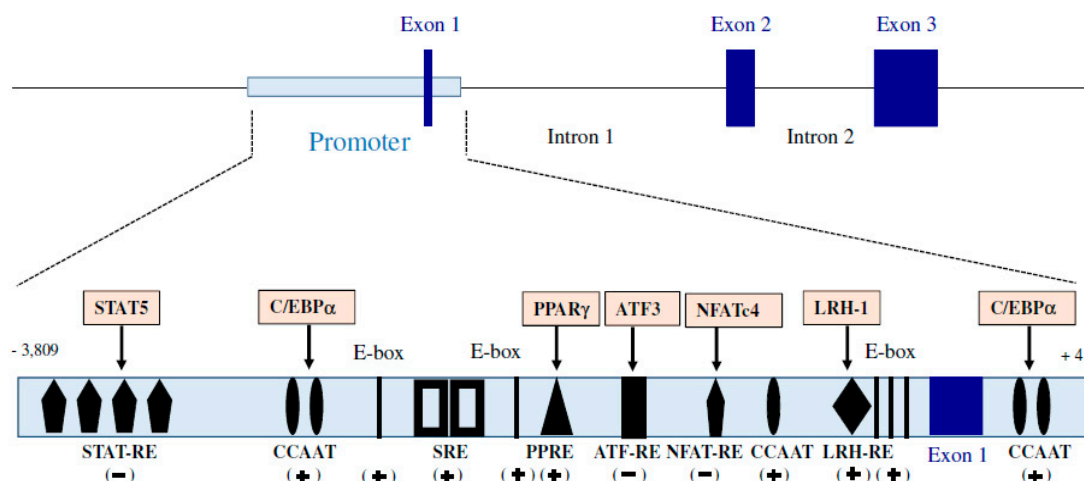 Exon 1 Exon 2 Exon 3
Promoter Intron 1 Intron 2
STAT5 C/EBPα PPARγ ATF3 NFATc4 LRH-1 C/EBPα
- 3,809 E-box E-box E-box + 4
STAT-RE CCAAT SRE PPRE ATF-RE NFAT-RE CCAAT LRH-RE Exon 1 CCAAT
(-) (+) (+) (+) (+) (+) (-) (-) (+) (+) (+) (+)